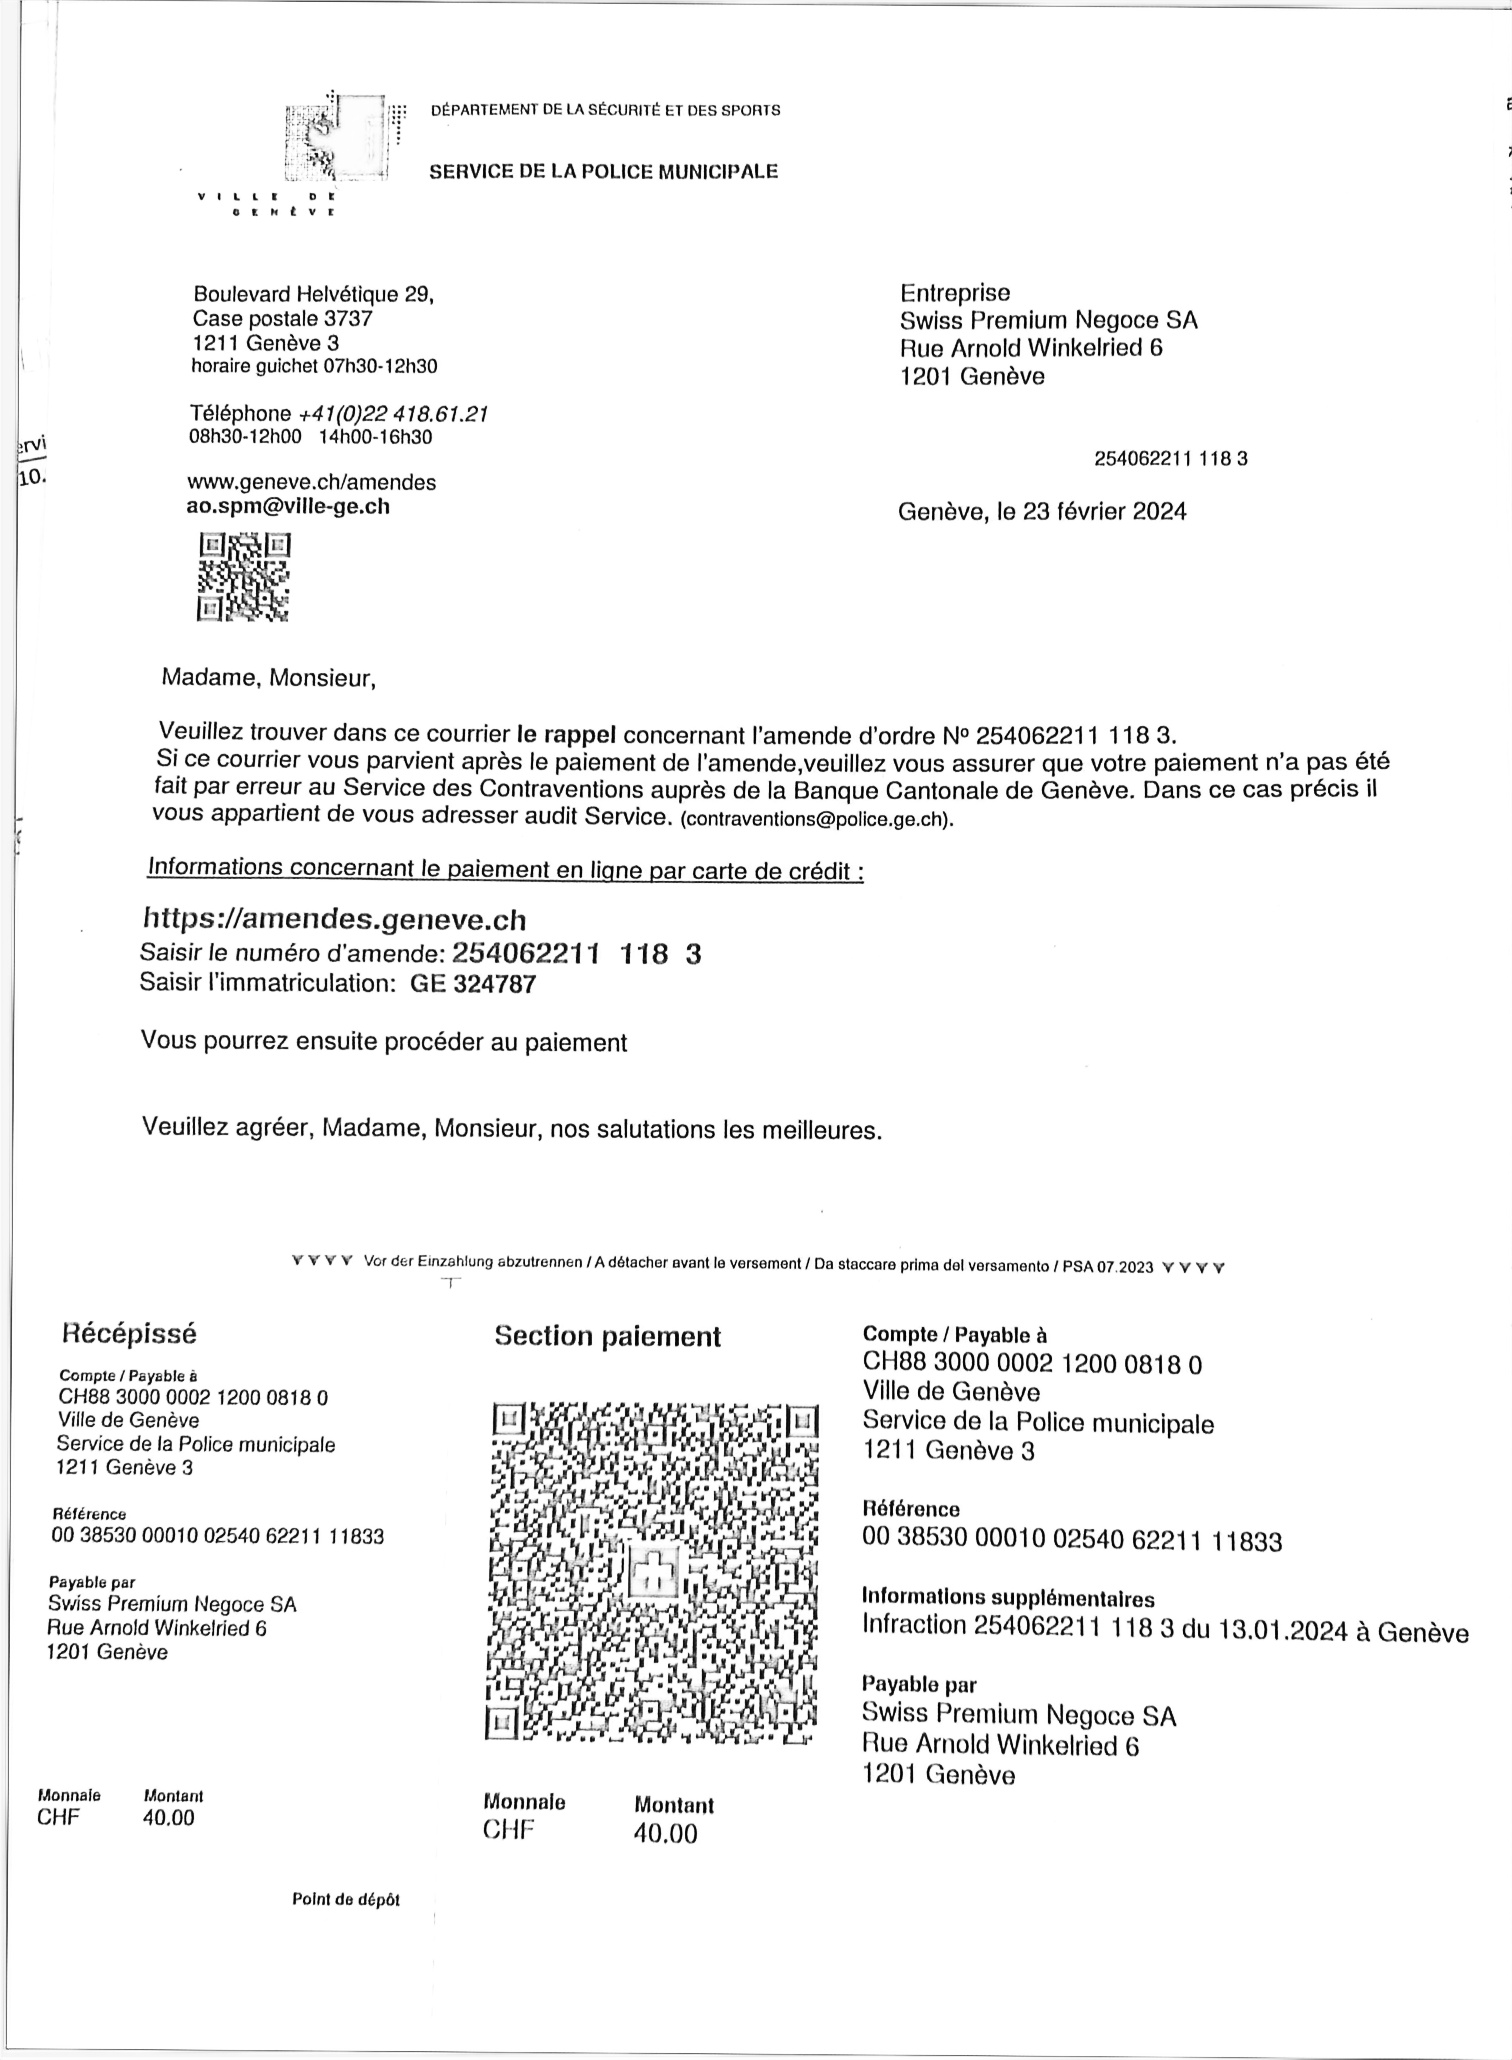 DÉPARTEMENT DE LA SÉCURITÉ ET DES SPORTS
SERVICE DE LA POLICE MUNICIPALE
VILLE DE
GENÈVE
Boulevard Helvétique 29,
Case postale 3737
1211 Genève 3
horaire guichet 07h30-12h30
Téléphone +41(0)22 418.61.21
08h30-12h00 14h00-16h30
www.geneve.ch/amendes
ao.spm@ville-ge.ch
Entreprise
Swiss Premium Negoce SA
Rue Arnold Winkelried 6
1201 Genève
254062211 118 3
Genève, le 23 février 2024
10.
Madame, Monsieur,
Veuillez trouver dans ce courrier le rappel concernant l'amende d'ordre Nº 254062211 118 3.
Si ce courrier vous parvient après le paiement de l'amende,veuillez vous assurer que votre paiement n'a pas été
fait par erreur au Service des Contraventions auprès de la Banque Cantonale de Genève. Dans ce cas précis il
vous appartient de vous adresser audit Service. (contraventions@police.ge.ch).
Informations concernant le paiement en ligne par carte de crédit :
https://amendes.geneve.ch
Saisir le numéro d'amende: 254062211 118 3
Saisir l'immatriculation: GE 324787
Vous pourrez ensuite procéder au paiement
Veuillez agréer, Madame, Monsieur, nos salutations les meilleures.
Vor der Einzahlung abzutrennen / A détacher avant le versement / Da staccare prima del versamento / PSA 07.2023
Récépissé
Compte / Payable à
CH88 3000 0002 1200 0818 0
Ville de Genève
Service de la Police municipale
1211 Genève 3
Référence
00 38530 00010 02540 62211 11833
Payable par
Swiss Premium Negoce SA
Rue Arnold Winkelried 6
1201 Genève
Monnaie Montant
CHF 40.00
Point de dépôt
Section paiement
Monnaie Montant
CHF 40.00
Compte / Payable à
CH88 3000 0002 1200 0818 0
Ville de Genève
Service de la Police municipale
1211 Genève 3
Référence
00 38530 00010 02540 62211 11833
Informations supplémentaires
Infraction 254062211 118 3 du 13.01.2024 à Genève
Payable par
Swiss Premium Negoce SA
Rue Arnold Winkelried 6
1201 Genève